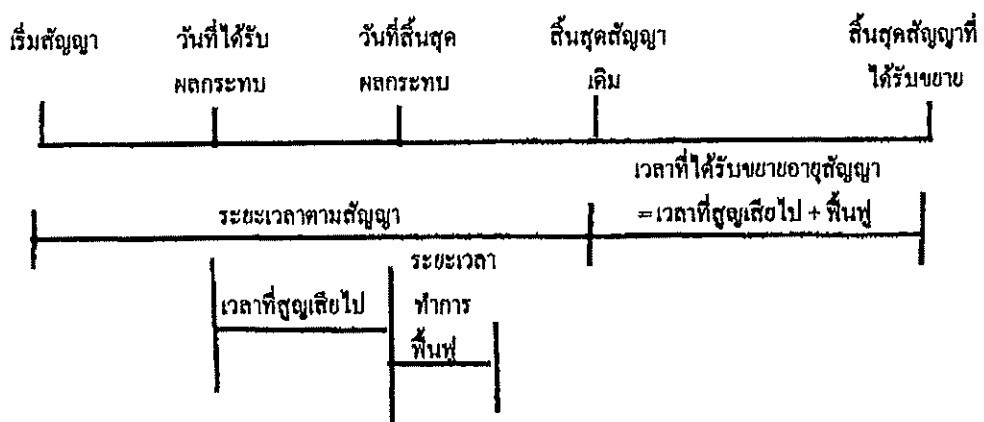 เริ่มสัญญา
วันที่ได้รับ
ผลกระทบ
วันที่สิ้นสุด
ผลกระทบ
สิ้นสุดสัญญา
เดิม
สิ้นสุดสัญญาที่
ได้รับขยาย
เวลาที่ได้รับขยายอายุสัญญา
=เวลาที่สูญเสียไป + ฟื้นฟู
ระยะเวลาตามสัญญา
เวลาที่สูญเสียไป
ระยะเวลา
ทำการ
ฟื้นฟู